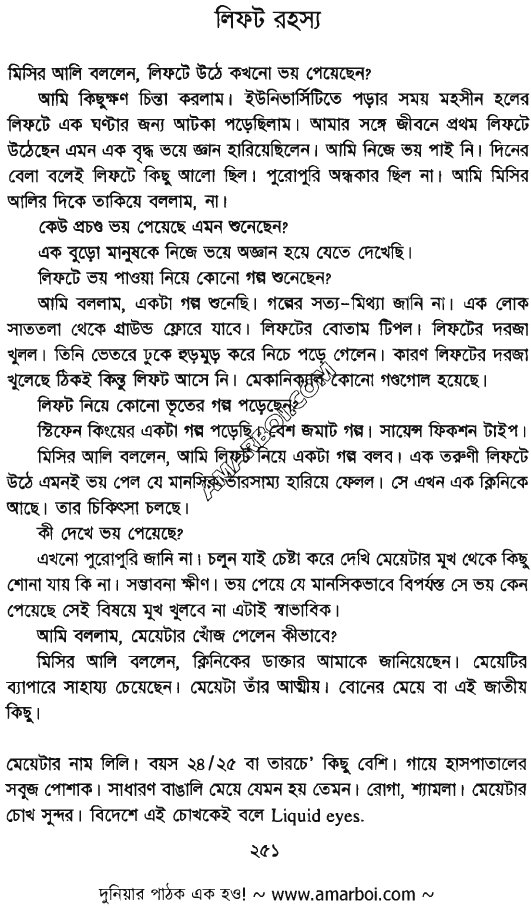 লিফট রহস্য
মিসির আলি বললেন, লিফটে উঠে কখনো ভয় পেয়েছেন?
আমি কিছুক্ষণ চিন্তা করলাম। ইউনিভার্সিটিতে পড়ার সময় মহসীন হলের
লিফটে এক ঘণ্টার জন্য আটকা পড়েছিলাম। আমার সঙ্গে জীবনে প্রথম লিফটে
উঠেছেন এমন এক বৃদ্ধ ভয়ে জ্ঞান হারিয়েছিলেন। আমি নিজে ভয় পাই নি। দিনের
বেলা বলেই লিফটে কিছু আলো ছিল। পুরোপুরি অন্ধকার ছিল না। আমি মিসির
আলির দিকে তাকিয়ে বললাম, না।
কেউ প্রচণ্ড ভয় পেয়েছে এমন শুনেছেন?
এক বুড়ো মানুষকে নিজে ভয়ে অজ্ঞান হয়ে যেতে দেখেছি।
লিফটে ভয় পাওয়া নিয়ে কোনো গল্প শুনেছেন?
আমি বললাম, একটা গল্প শুনেছি। গল্পের সত্য-মিথ্যা জানি না। এক লোক
সাততলা থেকে গ্রাউন্ড ফ্লোরে যাবে। লিফটের বোতাম টিপল। লিফটের দরজা
খুলল। তিনি ভেতরে ঢুকে হুড়মুড় করে নিচে পড়ে গেলেন। কারণ লিফটের দরজা
খুলেছে ঠিকই কিন্তু লিফট আসে নি। মেকানিক্যাল কোনো গণ্ডগোল হয়েছে।
লিফট নিয়ে কোনো ভূতের গল্প পড়েছেন?
স্টিফেন কিংয়ের একটা গল্প পড়েছি। বেশ জমাট গল্প। সায়েন্স ফিকশন টাইপ।
মিসির আলি বললেন, আমি লিফট নিয়ে একটা গল্প বলব। এক তরুণী লিফটে
উঠে এমনই ভয় পেল যে মানসিক ভারসাম্য হারিয়ে ফেলল। সে এখন এক ক্লিনিকে
আছে। তার চিকিৎসা চলছে।
কী দেখে ভয় পেয়েছে?
এখনো পুরোপুরি জানি না। চলুন যাই চেষ্টা করে দেখি মেয়েটার মুখ থেকে কিছু
শোনা যায় কি না। সম্ভাবনা ক্ষীণ। ভয় পেয়ে যে মানসিকভাবে বিপর্যস্ত সে ভয় কেন
পেয়েছে সেই বিষয়ে মুখ খুলবে না এটাই স্বাভাবিক।
আমি বললাম, মেয়েটার খোঁজ পেলেন কীভাবে?
মিসির আলি বললেন, ক্লিনিকের ডাক্তার আমাকে জানিয়েছেন। মেয়েটির
ব্যাপারে সাহায্য চেয়েছেন। মেয়েটা তাঁর আত্মীয়। বোনের মেয়ে বা এই জাতীয়
কিছু।
মেয়েটার নাম লিলি। বয়স ২৪/২৫ বা তারচে' কিছু বেশি। গায়ে হাসপাতালের
সবুজ পোশাক। সাধারণ বাঙালি মেয়ে যেমন হয় তেমন। রোগা, শ্যামলা। মেয়েটার
চোখ সুন্দর। বিদেশে এই চোখকেই বলে Liquid eyes.
২৫১
AMARBOI.COM
দুনিয়ার পাঠক এক হও! ~ www.amarboi.com ~